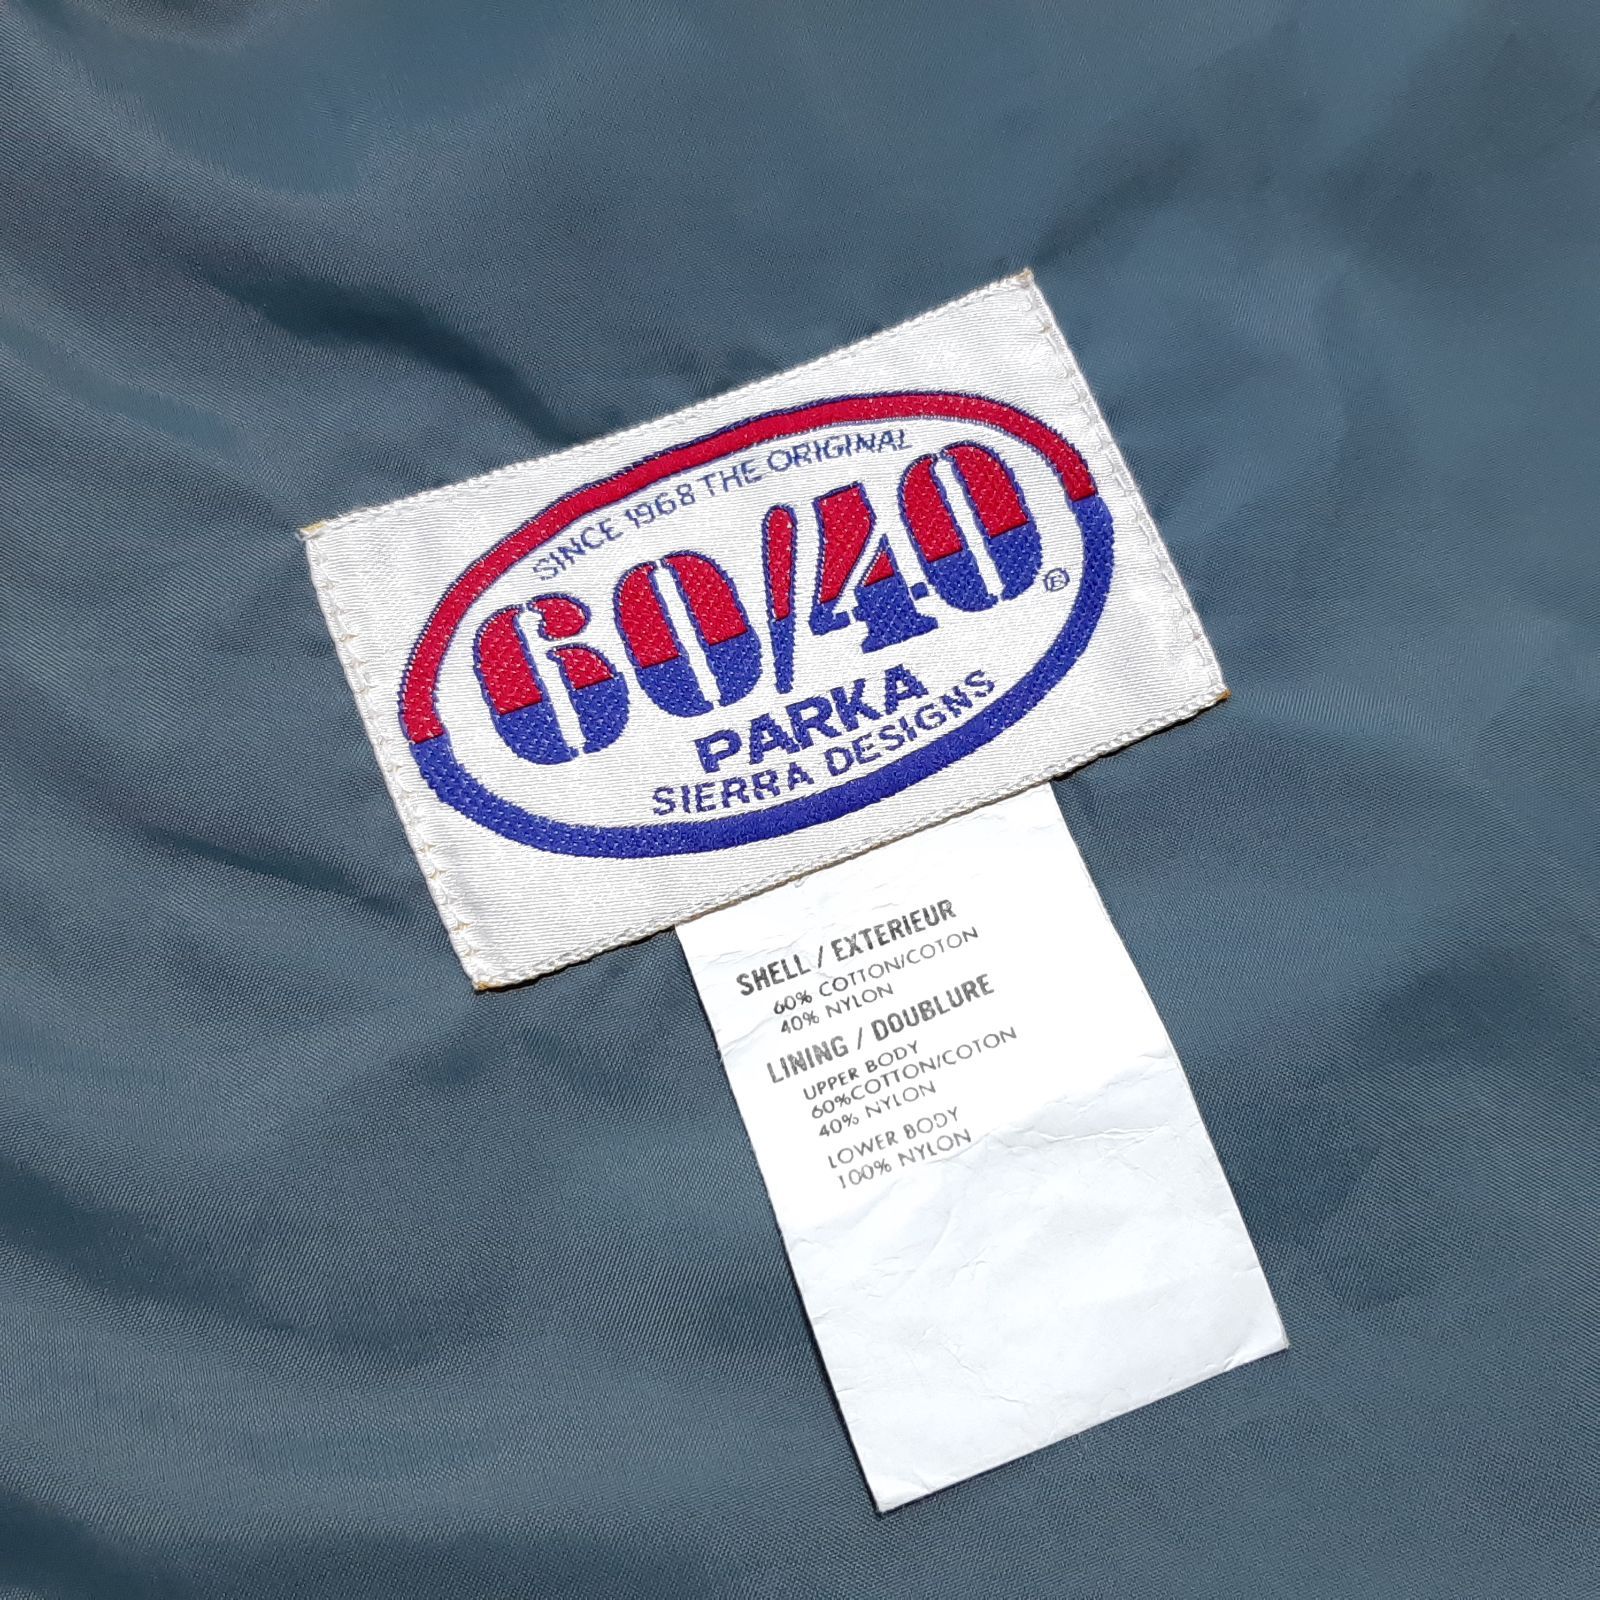 SINCE 1968 THE ORIGINAL
60/40®
PARKA
SIERRA DESIGNS
SHELL / EXTERIEUR
60% COTTON/COTON
40% NYLON
LINING / DOUBLURE
UPPER BODY
60%COTTON/COTON
40% NYLON
LOWER BODY
100% NYLON